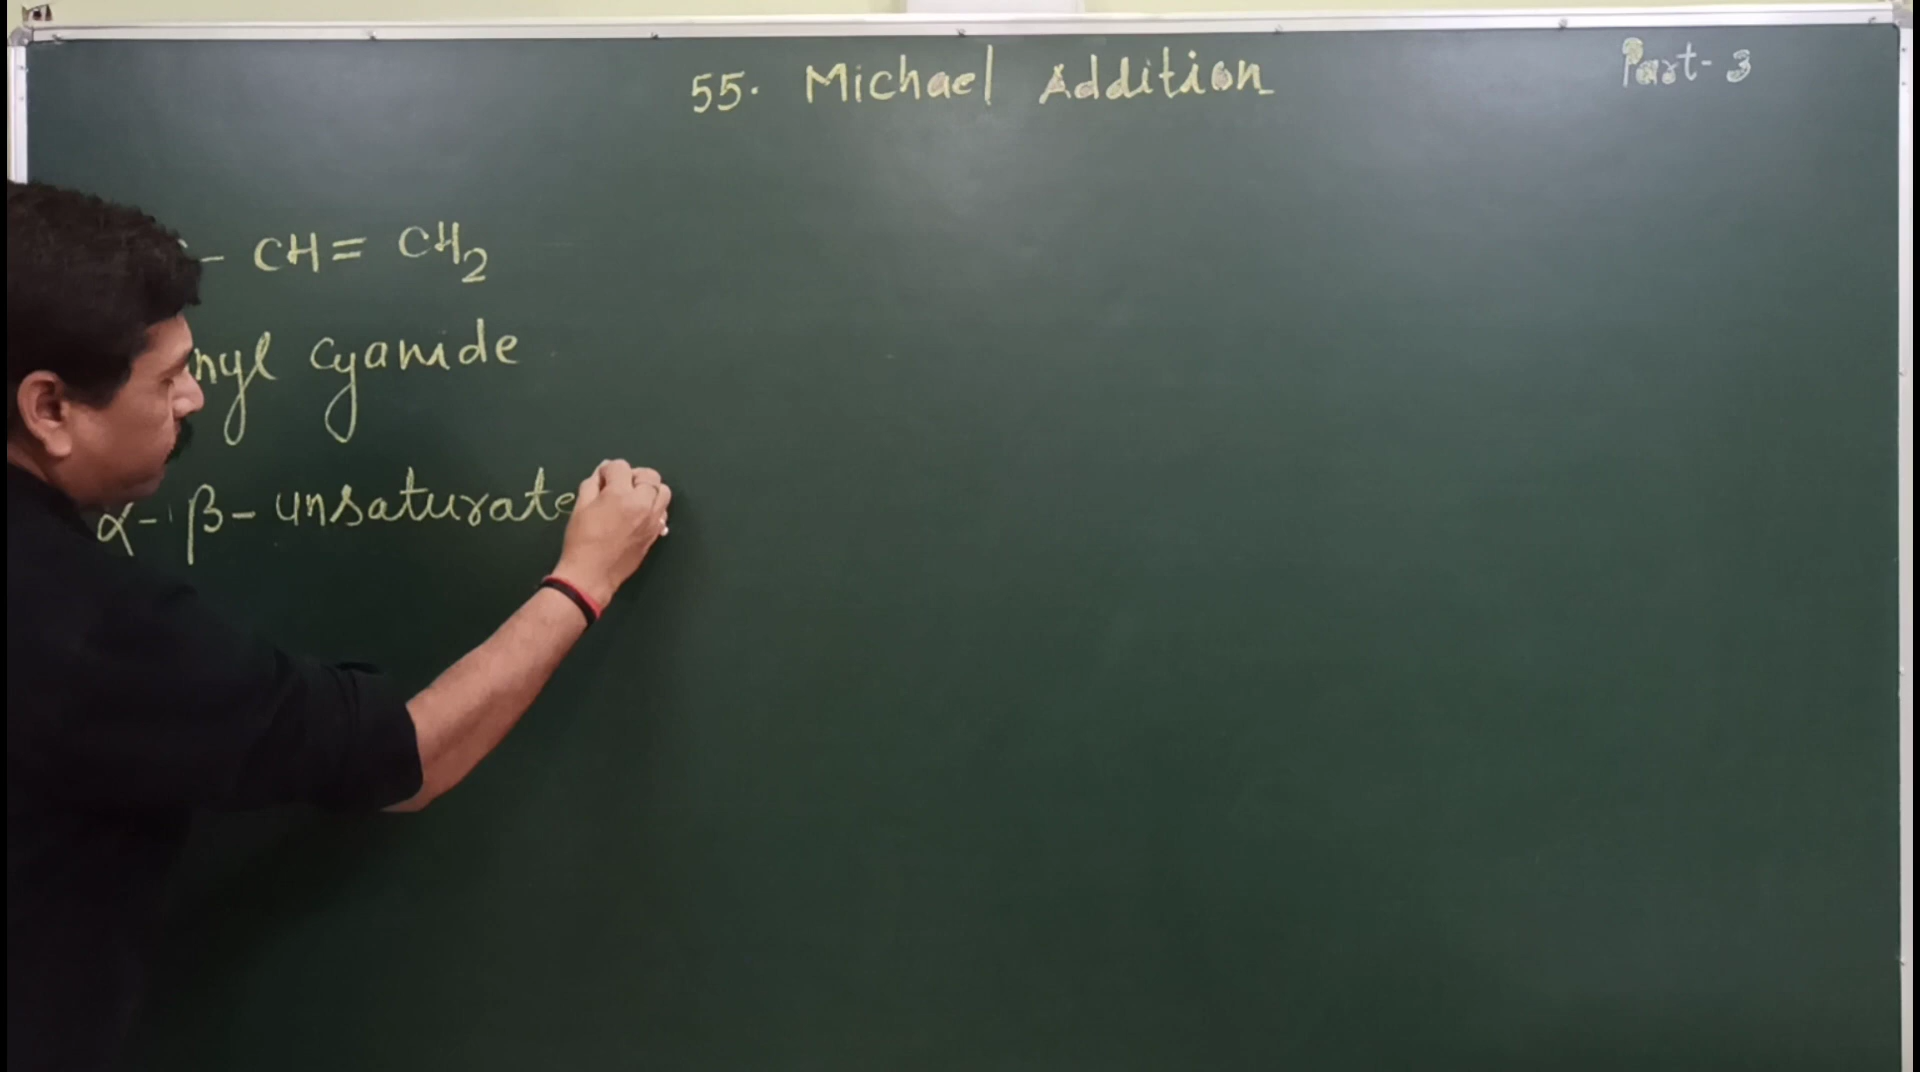 55. Michael Addition
Part-3
- CH = CH2
nyl Cyanide
α-β- unsaturate